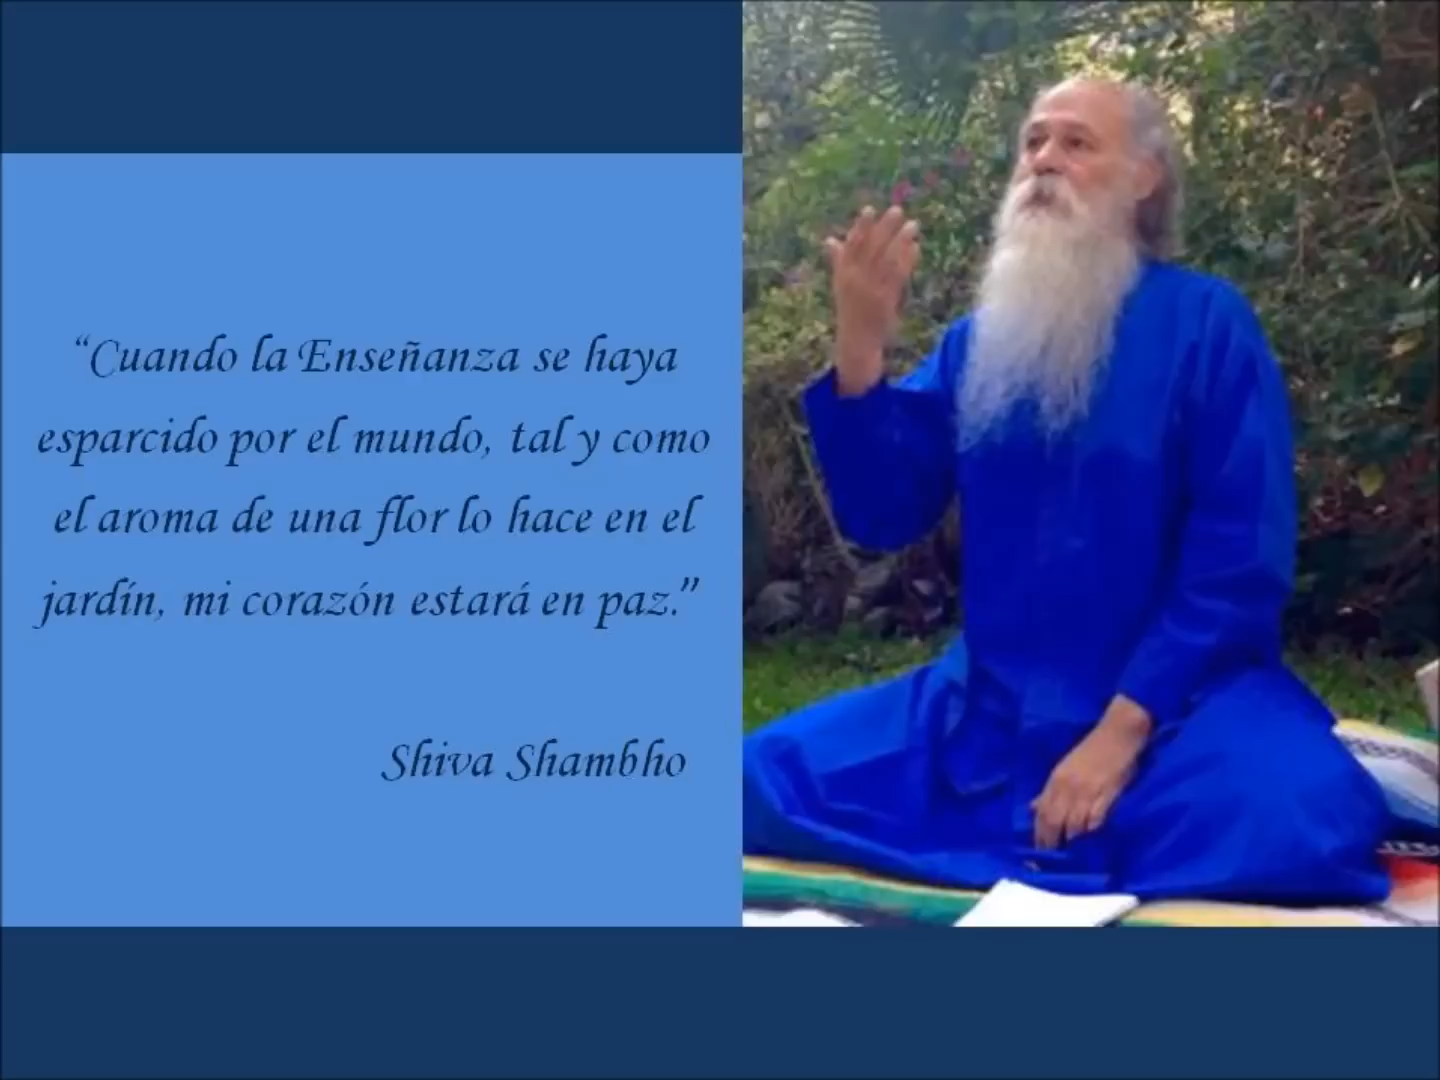 “Cuando la Enseñanza se haya
esparcido por el mundo, tal y como
el aroma de una flor lo hace en el
jardín, mi corazón estará en paz.”
Shiva Shambho